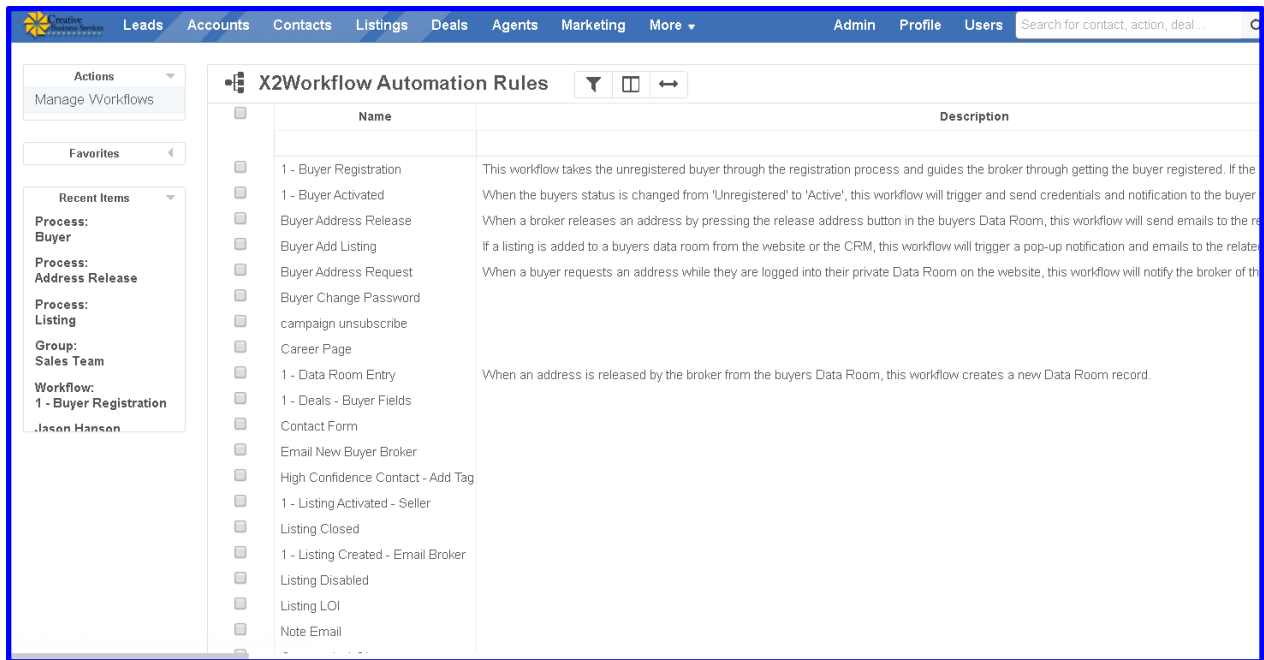 Creative
Business Services
Leads Accounts Contacts Listings Deals Agents Marketing More Admin Profile Users Search for contact, action, deal...
Actions
Manage Workflows
Favorites
Recent Items
Process:
Buyer
Process:
Address Release
Process:
Listing
Group:
Sales Team
Workflow:
1 - Buyer Registration
Jason Hanson
X2Workflow Automation Rules
Name Description
1 - Buyer Registration This workflow takes the unregistered buyer through the registration process and guides the broker through getting the buyer registered. If the
1 - Buyer Activated When the buyers status is changed from 'Unregistered' to 'Active', this workflow will trigger and send credentials and notification to the buyer
Buyer Address Release When a broker releases an address by pressing the release address button in the buyers Data Room, this workflow will send emails to the
Buyer Add Listing If a listing is added to a buyers data room from the website or the CRM, this workflow will trigger a pop-up notification and emails to the
Buyer Address Request When a buyer requests an address while they are logged into their private Data Room on the website, this workflow will notify the broker of
Buyer Change Password
campaign unsubscribe
Career Page
1 - Data Room Entry When an address is released by the broker from the buyers Data Room, this workflow creates a new Data Room record.
1 - Deals - Buyer Fields
Contact Form
Email New Buyer Broker
High Confidence Contact - Add Tag
1 - Listing Activated - Seller
Listing Closed
1 - Listing Created - Email Broker
Listing Disabled
Listing LOI
Note Email